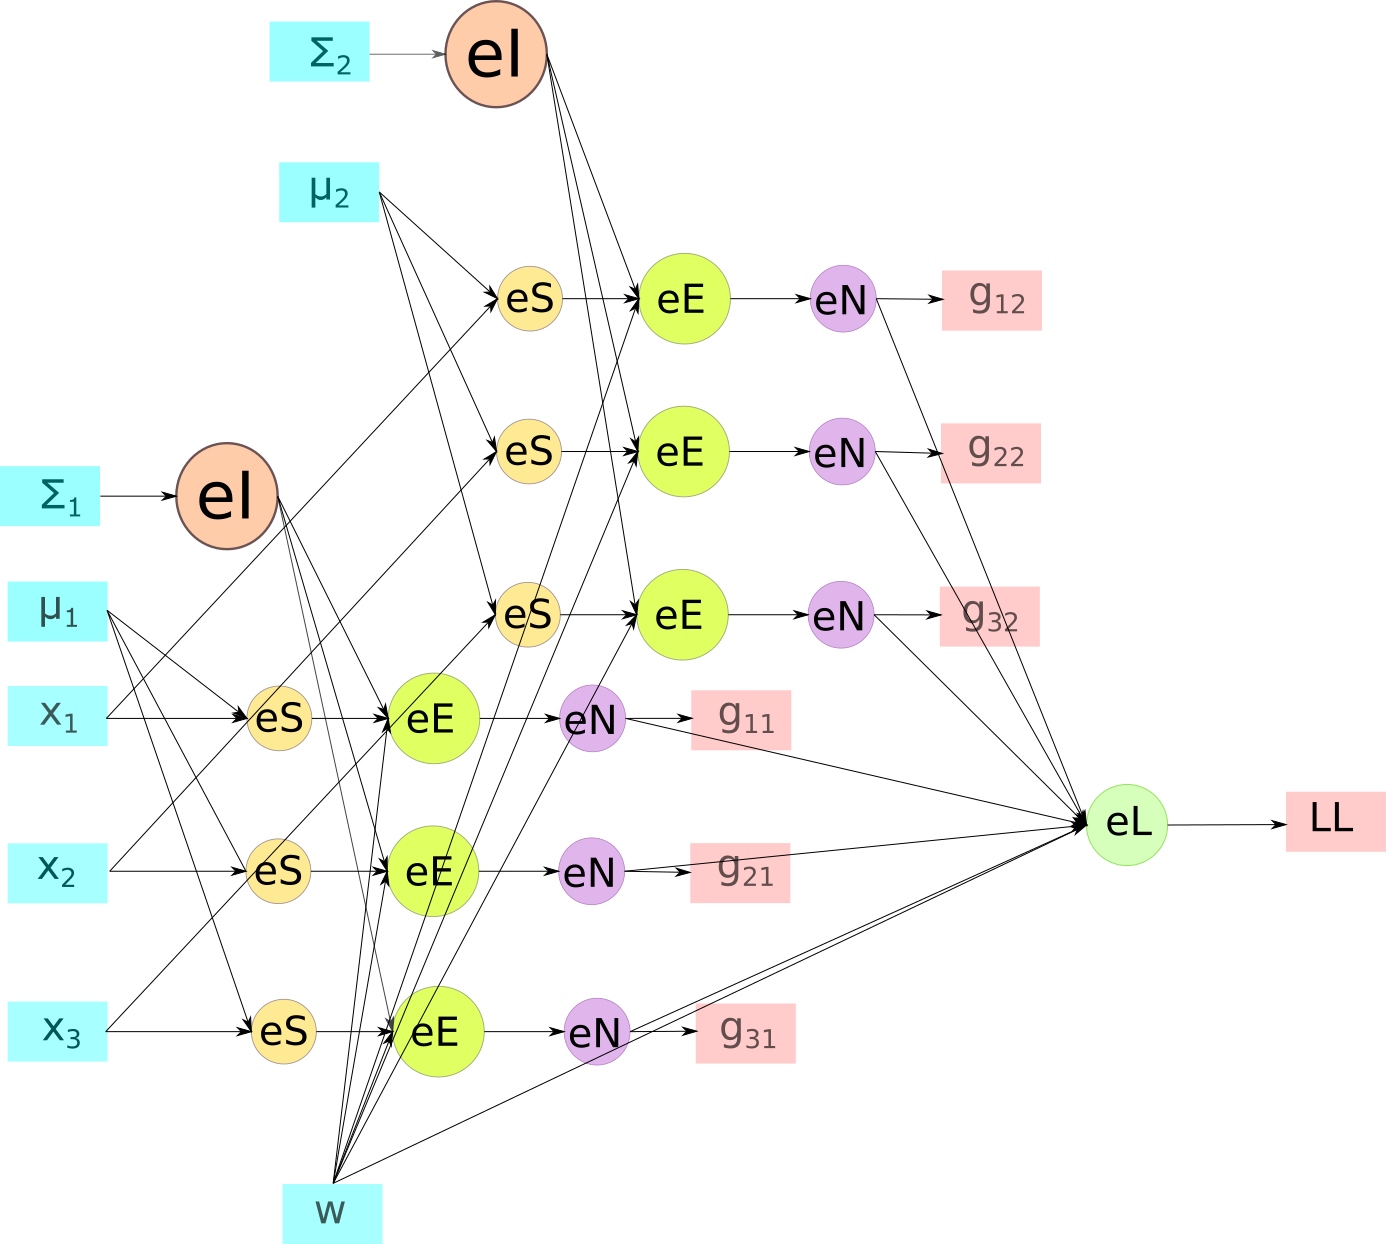 Σ₂ eI
μ₂
eS eE eN g₁₂
eS eE eN g₂₂
Σ₁ eI
μ₁ eS eE eN g₃₂
x₁ eS eE eN g₁₁
eL LL
x₂ eS eE eN g₂₁
x₃ eS eE eN g₃₁
w